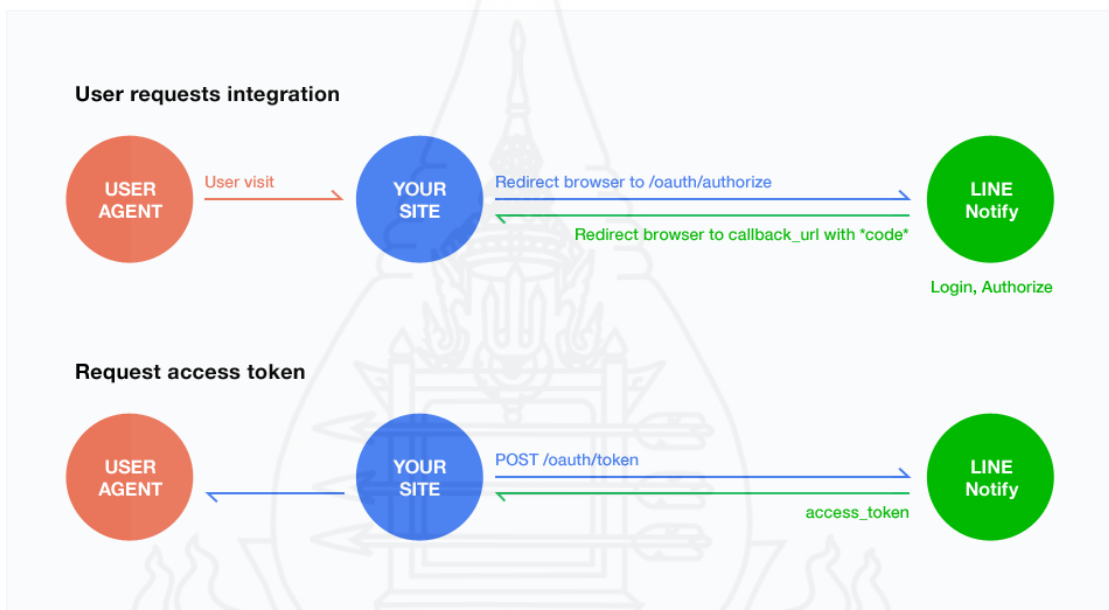 User requests integration
USER
AGENT
User visit
YOUR
SITE
Redirect browser to /oauth/authorize
Redirect browser to callback_url with *code*
LINE
Notify
Login, Authorize
Request access token
USER
AGENT
YOUR
SITE
POST /oauth/token
access_token
LINE
Notify